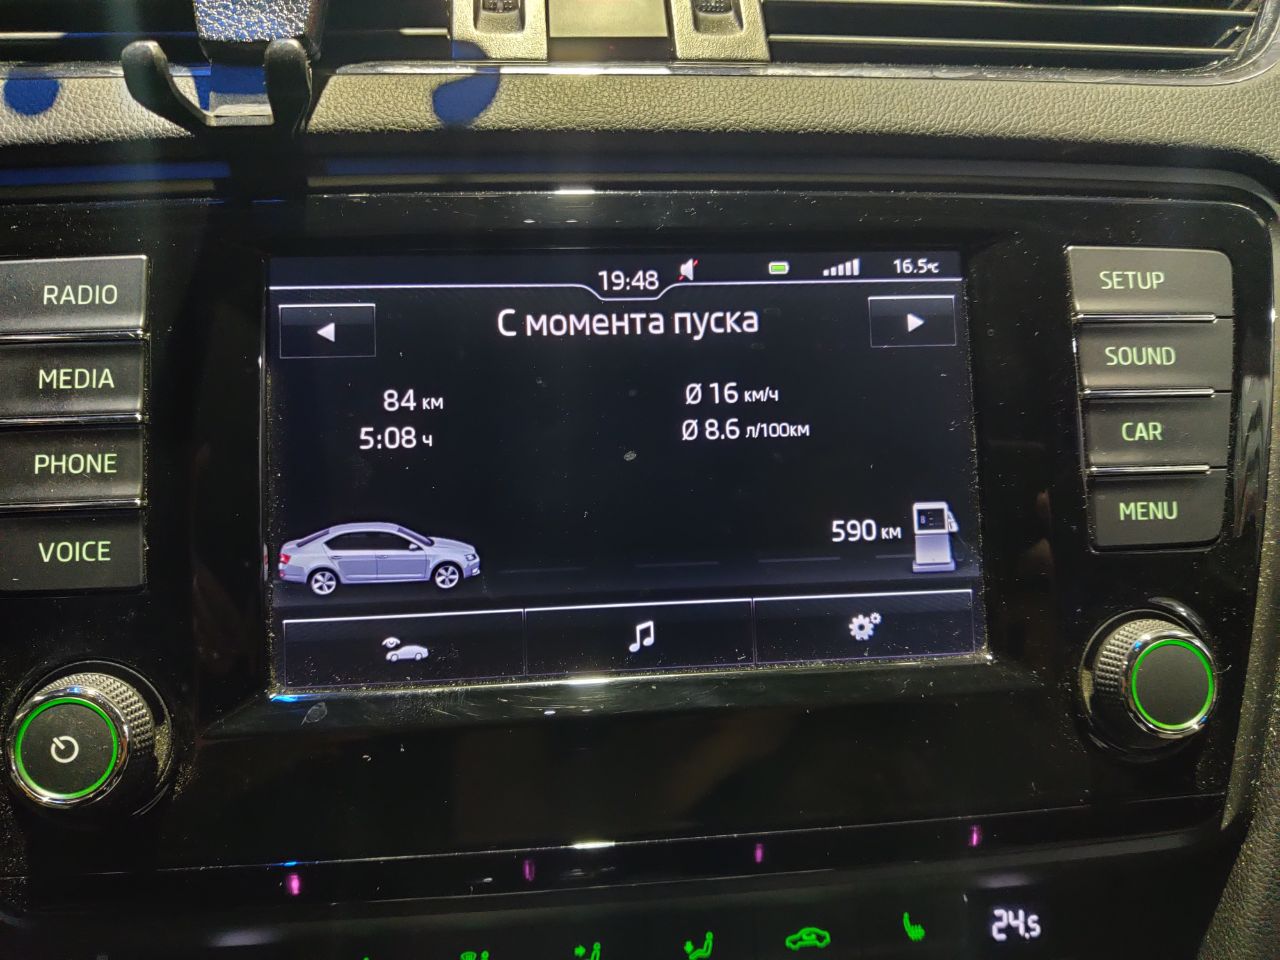 19:48
16.5°C
С момента пуска
84 км
Ø 16 км/ч
5:08 ч
Ø 8.6 л/100км
590 км
RADIO
MEDIA
PHONE
VOICE
SETUP
SOUND
CAR
MENU
24.5